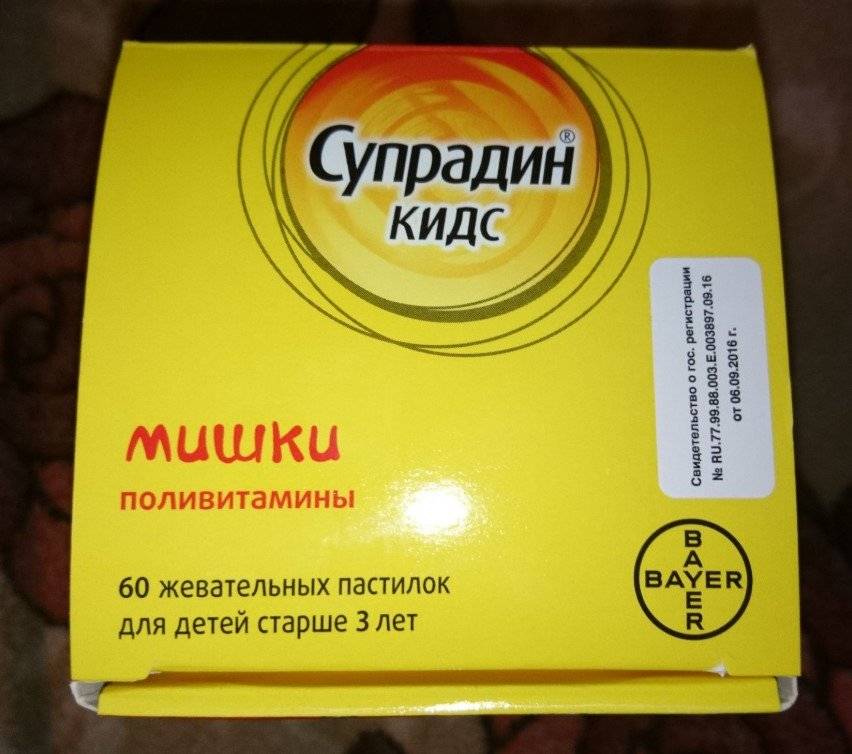 Супрадин®
кидс
мишки
поливитамины
60 жевательных пастилок
для детей старше 3 лет
Свидетельство о гос. регистрации
№ RU.77.99.88.003.E.003897.09.16
от 06.09.2016 г.
BAYER
BAYER